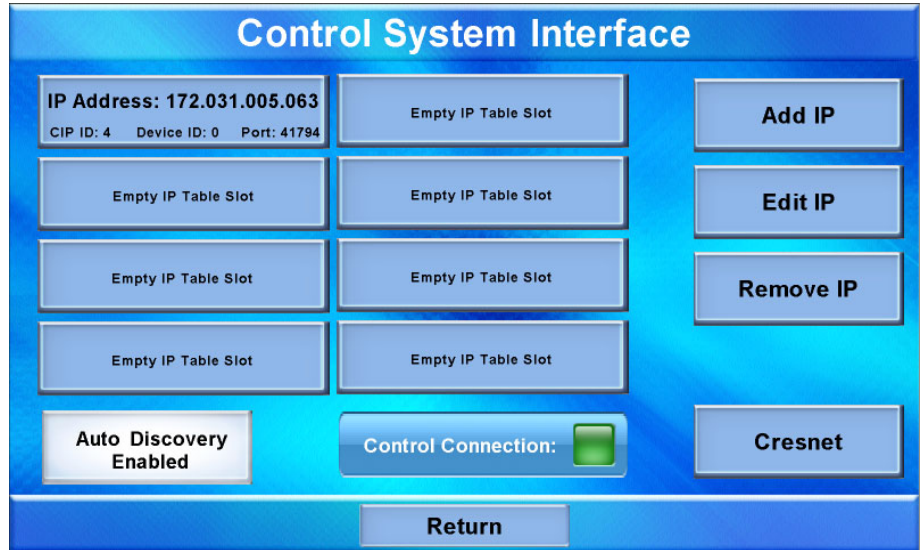 Control System Interface
IP Address: 172.031.005.063
CIP ID: 4 Device ID: 0 Port: 41794
Empty IP Table Slot
Add IP
Empty IP Table Slot
Empty IP Table Slot
Edit IP
Empty IP Table Slot
Empty IP Table Slot
Remove IP
Empty IP Table Slot
Empty IP Table Slot
Auto Discovery
Enabled
Control Connection:
Cresnet
Return